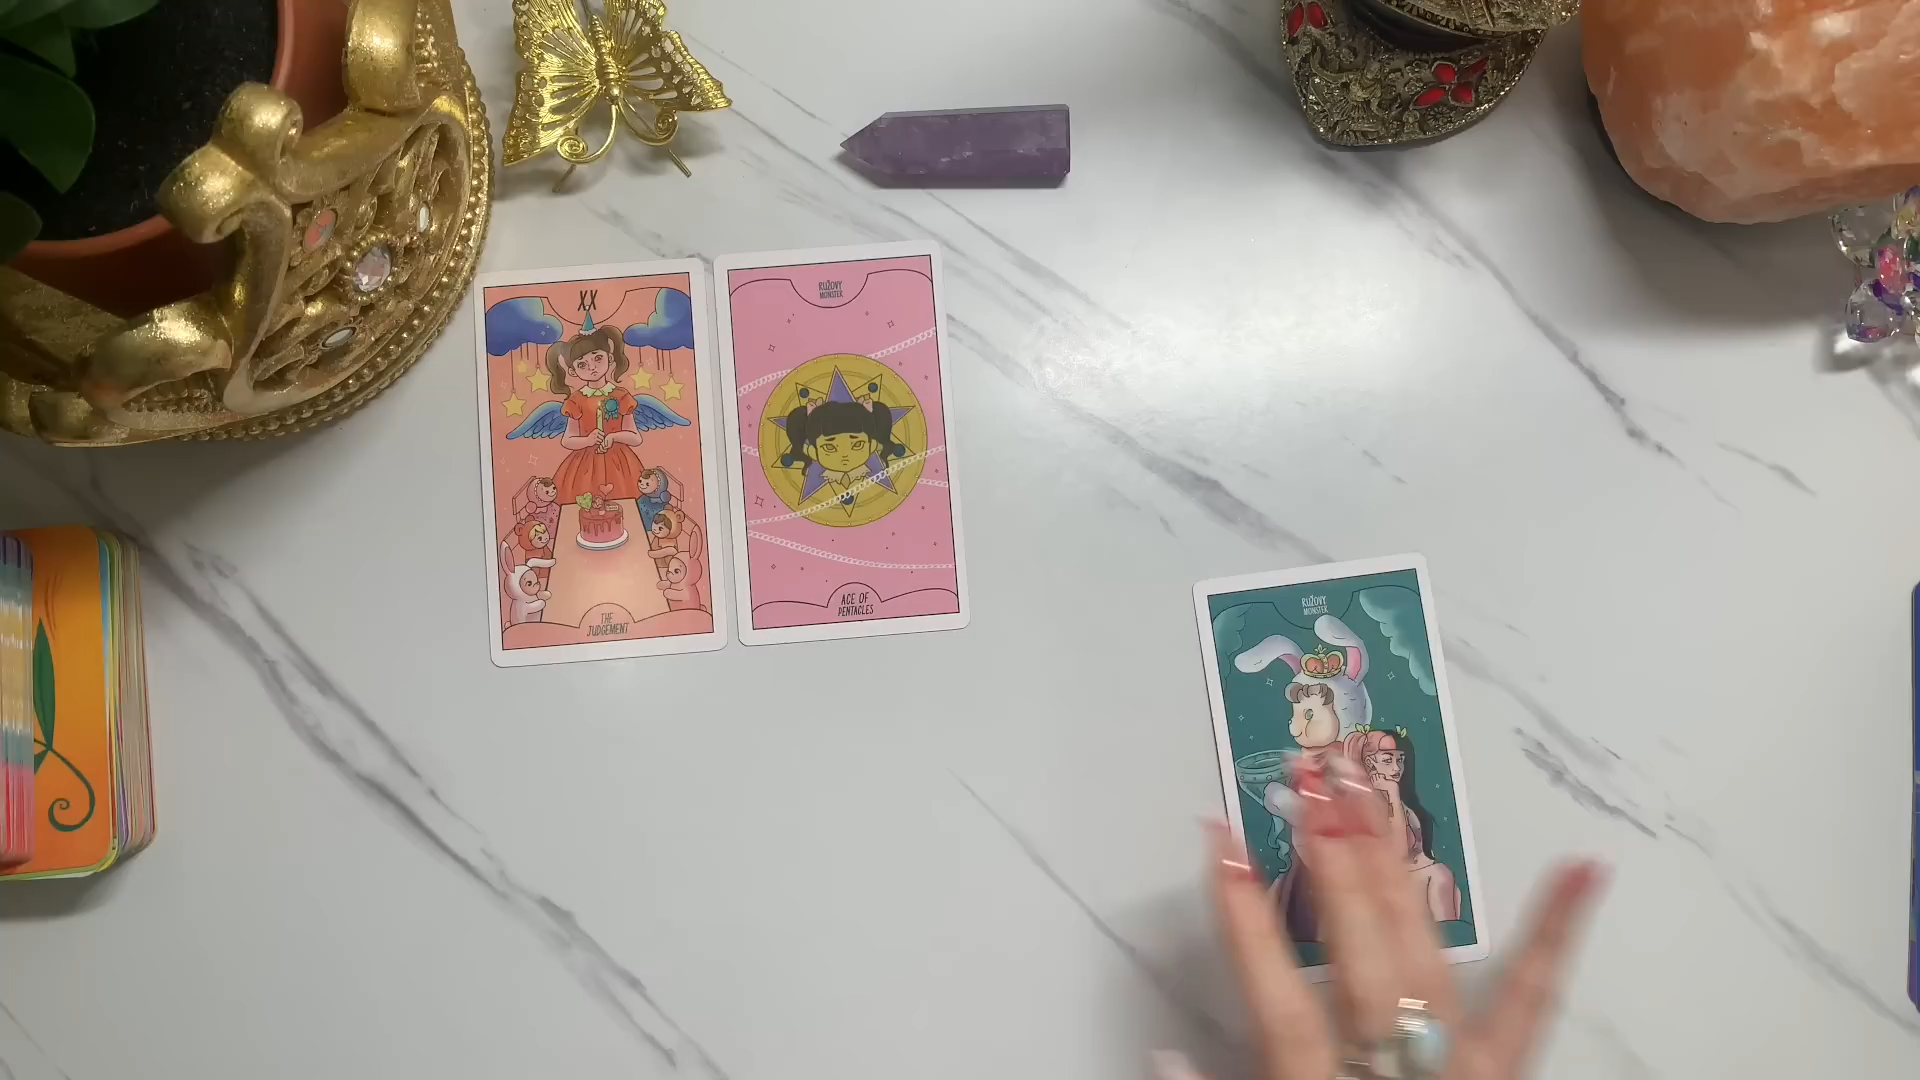 XX
THE
JUDGEMENT
RUŽOVY
MONSTER
ACE OF
PENTACLES
RUŽOVY
MONSTER